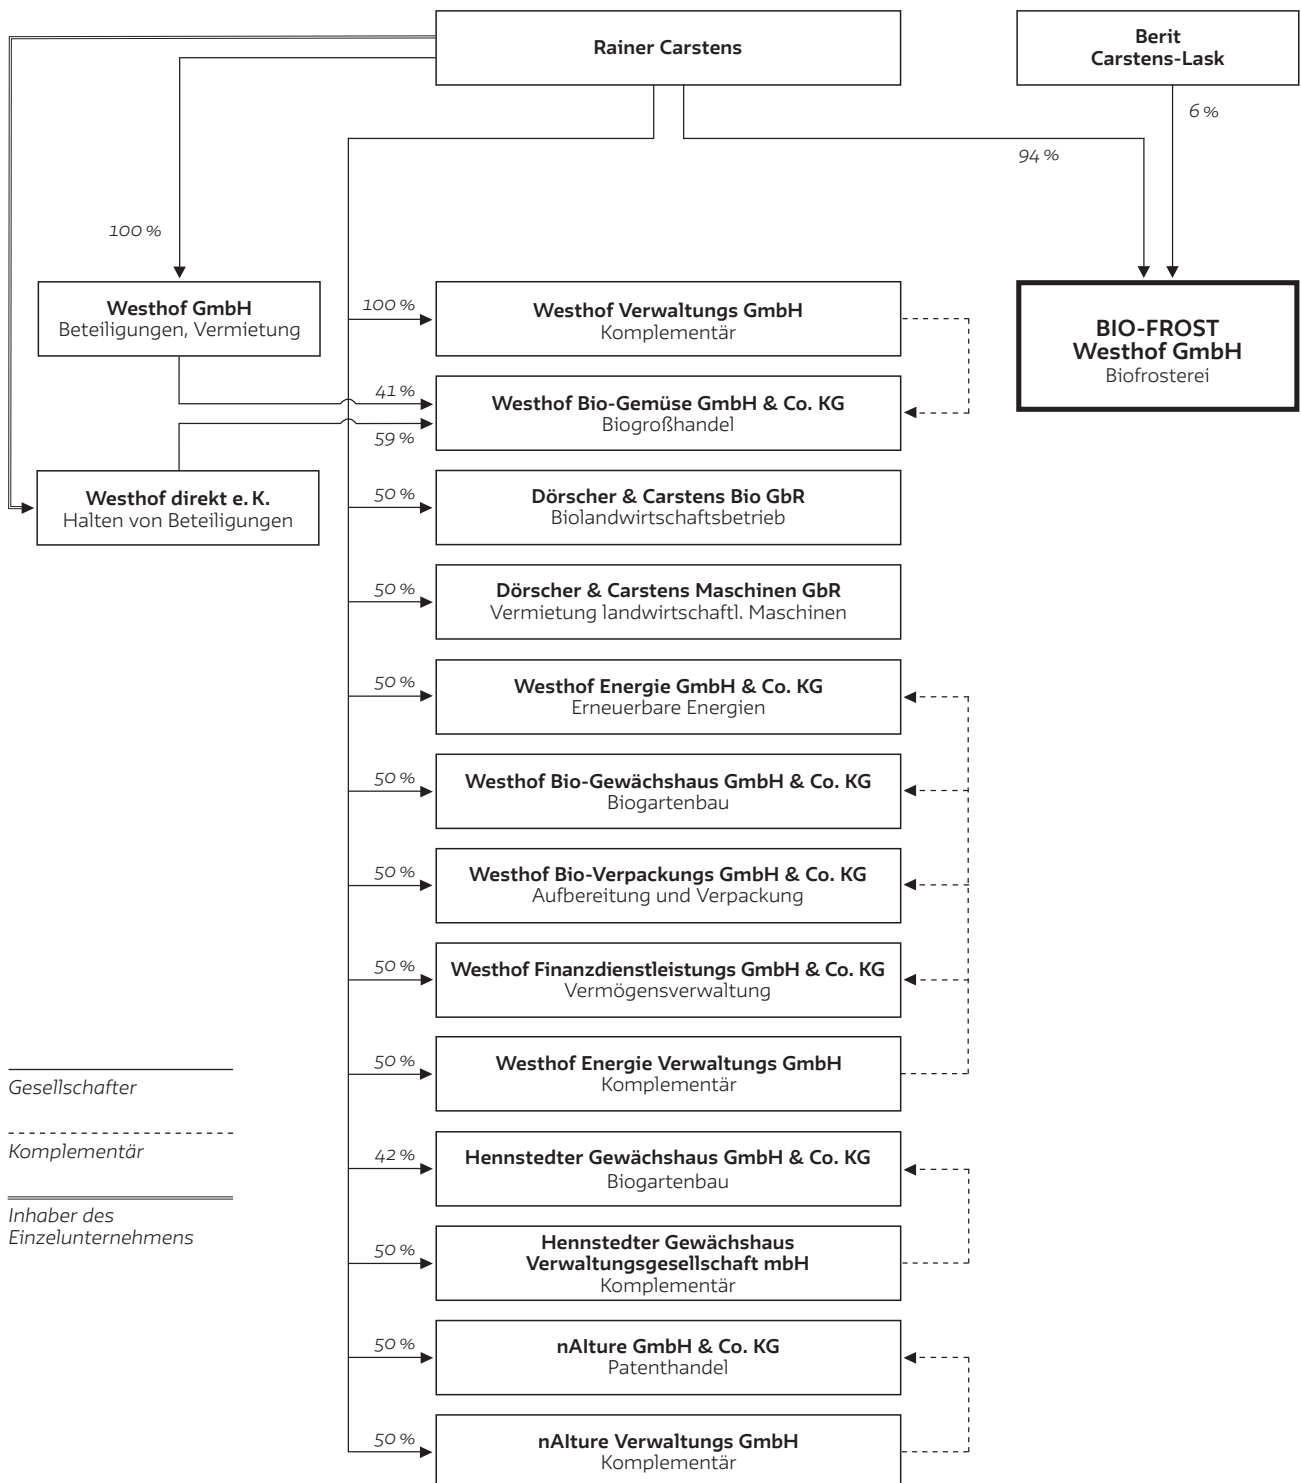 Rainer Carstens
Berit
Carstens-Lask
6 %
94 %
100 %
Westhof GmbH
Beteiligungen, Vermietung
100 %
Westhof Verwaltungs GmbH
Komplementär
BIO-FROST
Westhof GmbH
Biofrosterei
41 %
Westhof Bio-Gemüse GmbH & Co. KG
Biogroßhandel
59 %
Westhof direkt e. K.
Halten von Beteiligungen
50 %
Dörscher & Carstens Bio GbR
Biolandwirtschaftsbetrieb
50 %
Dörscher & Carstens Maschinen GbR
Vermietung landwirtschaftl. Maschinen
50 %
Westhof Energie GmbH & Co. KG
Erneuerbare Energien
50 %
Westhof Bio-Gewächshaus GmbH & Co. KG
Biogartenbau
50 %
Westhof Bio-Verpackungs GmbH & Co. KG
Aufbereitung und Verpackung
50 %
Westhof Finanzdienstleistungs GmbH & Co. KG
Vermögensverwaltung
50 %
Westhof Energie Verwaltungs GmbH
Komplementär
42 %
Hennstedter Gewächshaus GmbH & Co. KG
Biogartenbau
50 %
Hennstedter Gewächshaus
Verwaltungsgesellschaft mbH
Komplementär
50 %
nAIture GmbH & Co. KG
Patenthandel
50 %
nAIture Verwaltungs GmbH
Komplementär
Gesellschafter
Komplementär
Inhaber des
Einzelunternehmens